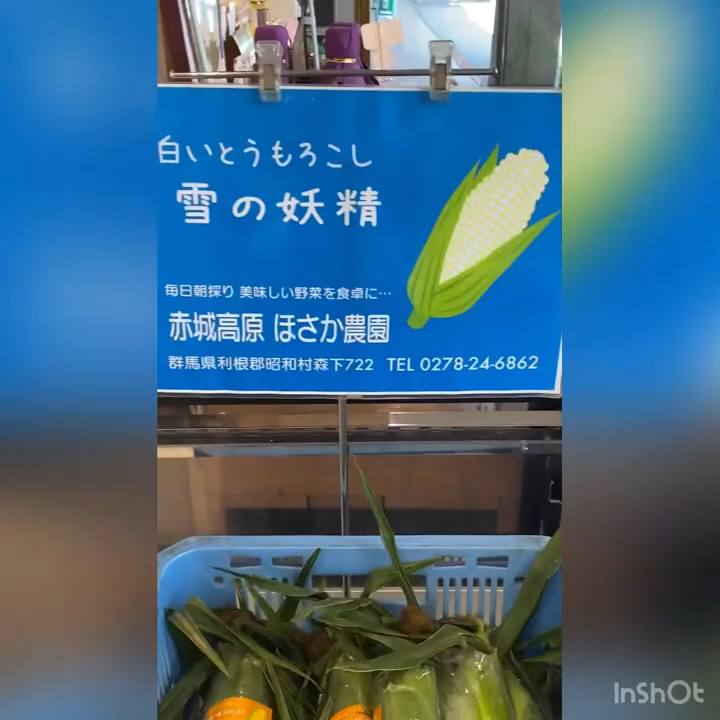 白いとうもろこし
雪の妖精
毎日朝採り 美味しい野菜を食卓に…
赤城高原 ほさか農園
群馬県利根郡昭和村森下722 TEL 0278-24-6862
InShOt